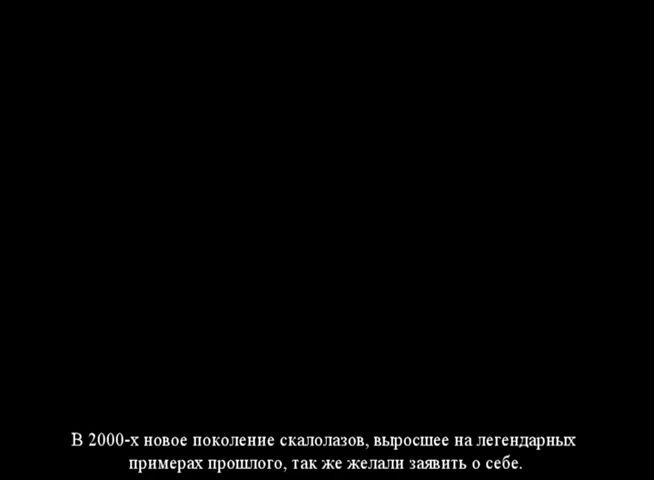 В 2000-х новое поколение скалолазов, выросшее на легендарных
примерах прошлого, так же желали заявить о себе.